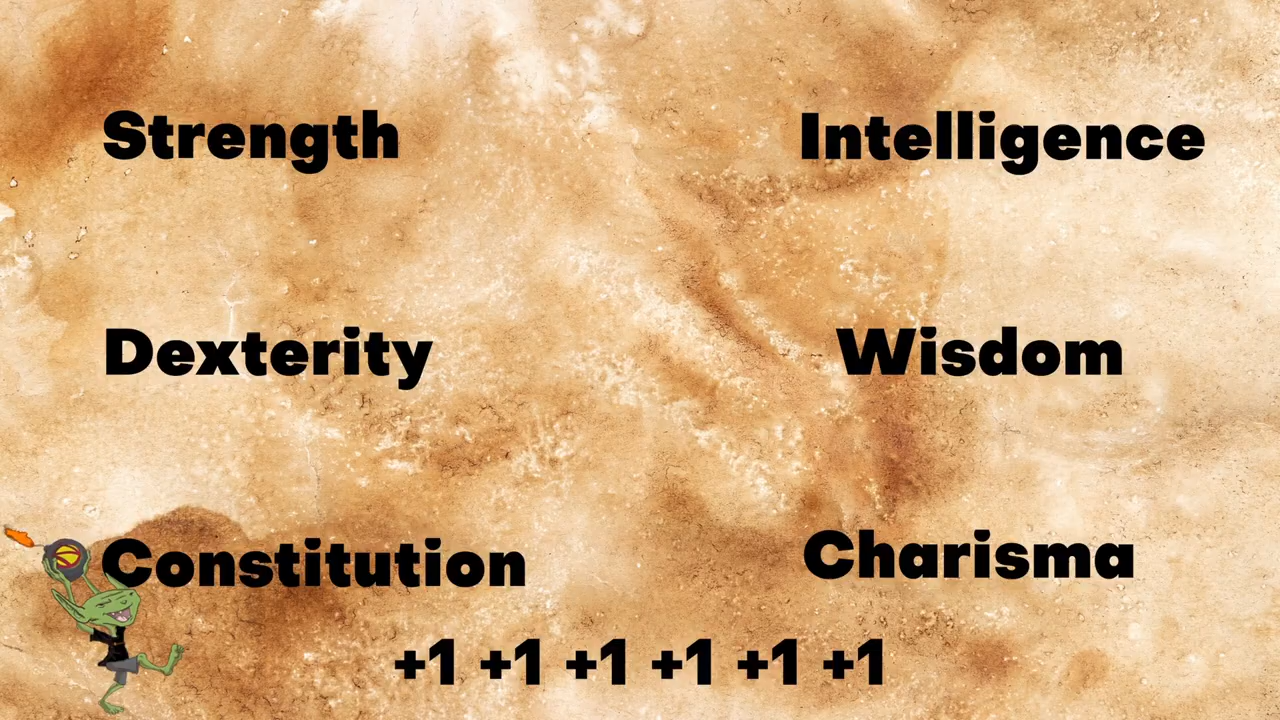 Strength
Intelligence
Dexterity
Wisdom
Constitution
Charisma
+1 +1 +1 +1 +1 +1